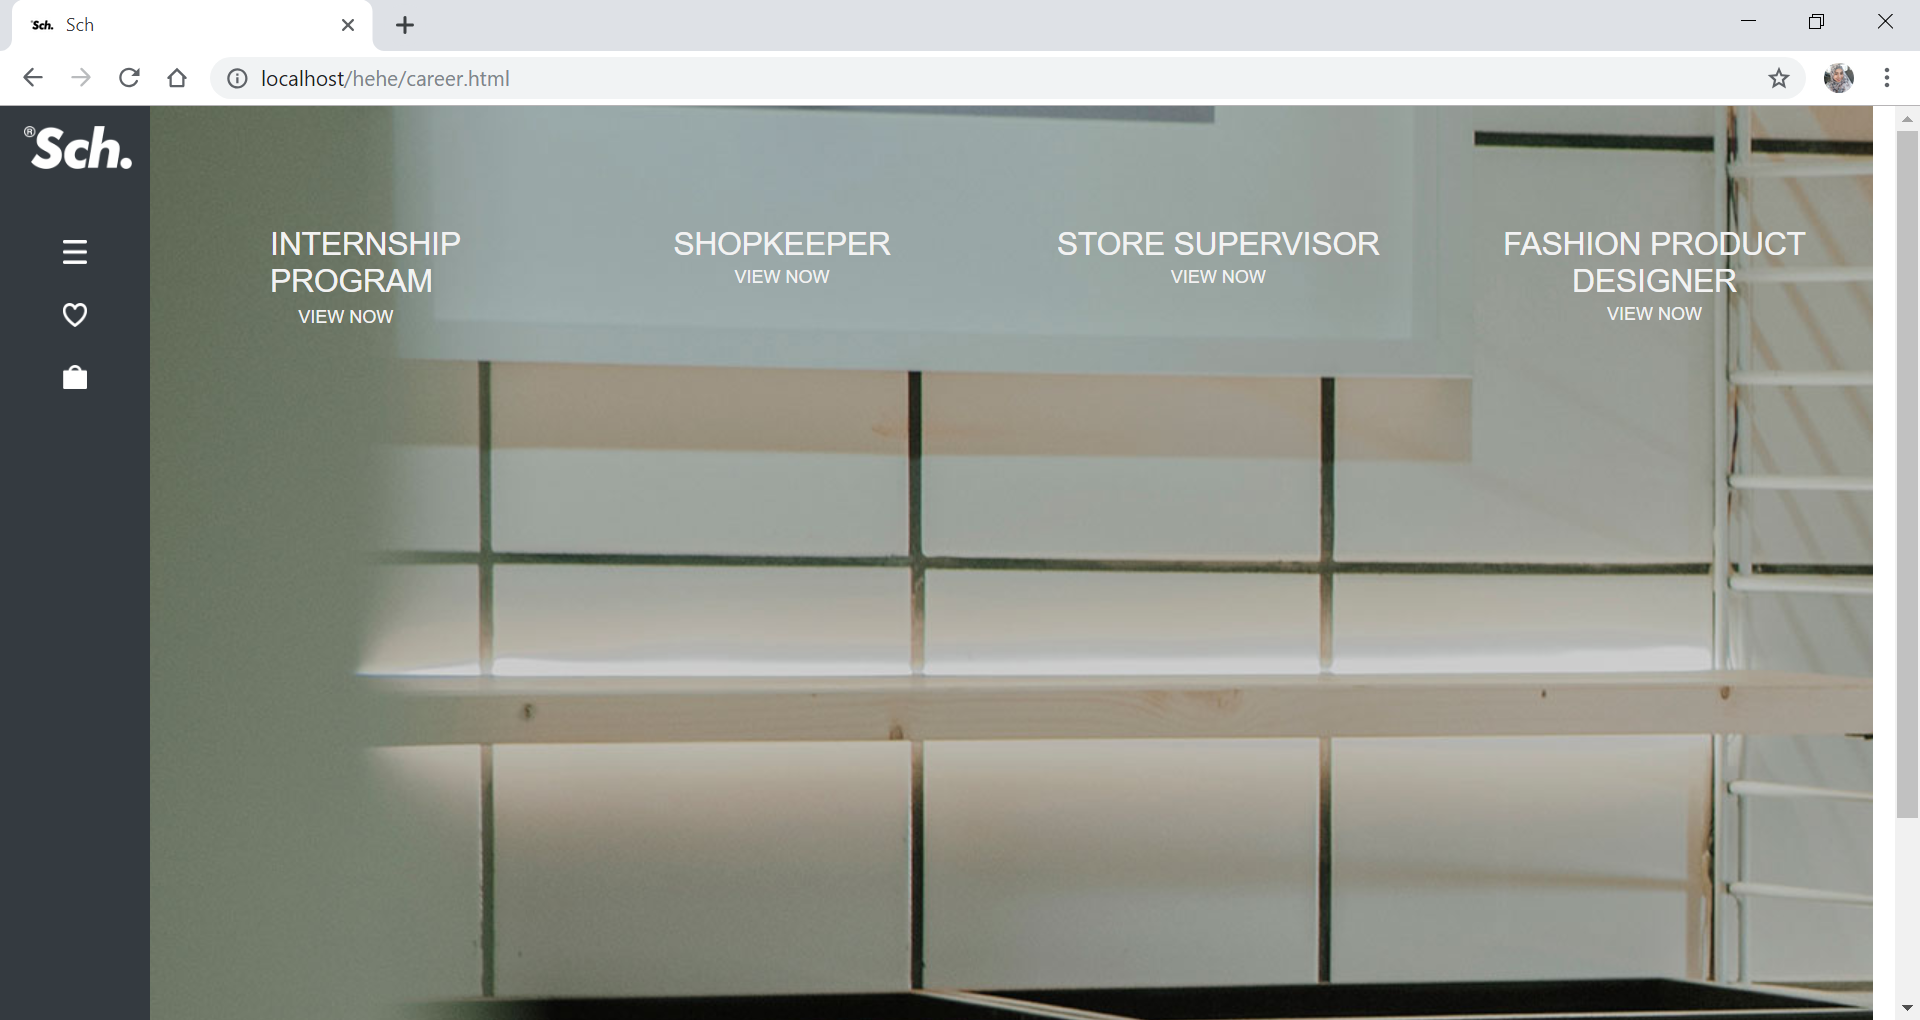 Sch. Sch
localhost/hehe/career.html
®Sch.
INTERNSHIP
PROGRAM
VIEW NOW
SHOPKEEPER
VIEW NOW
STORE SUPERVISOR
VIEW NOW
FASHION PRODUCT
DESIGNER
VIEW NOW